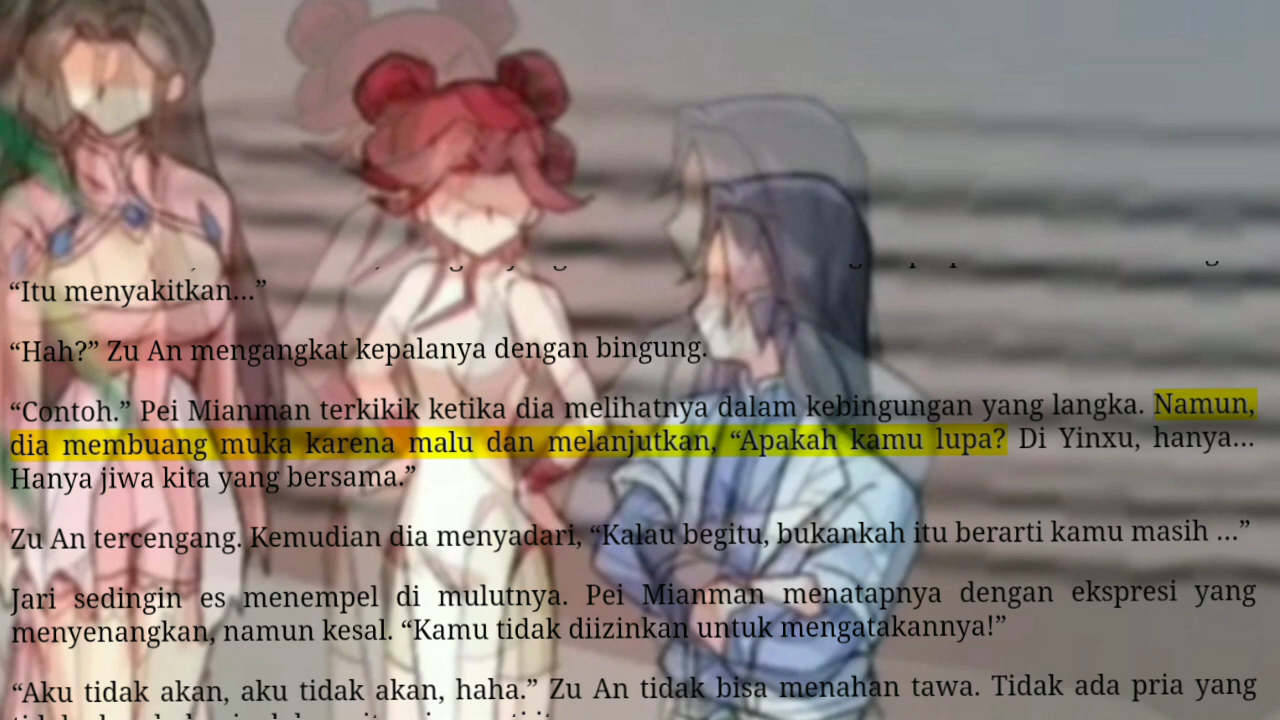 “Itu menyakitkan...”
“Hah?” Zu An mengangkat kepalanya dengan bingung.
“Contoh.” Pei Mianman terkikik ketika dia melihatnya dalam kebingungan yang langka. Namun,
dia membuang muka karena malu dan melanjutkan, “Apakah kamu lupa? Di Yinxu, hanya...
Hanya jiwa kita yang bersama.”
Zu An tercengang. Kemudian dia menyadari, “Kalau begitu, bukankah itu berarti kamu masih ...”
Jari sedingin es menempel di mulutnya. Pei Mianman menatapnya dengan ekspresi yang
menyenangkan, namun kesal. “Kamu tidak diizinkan untuk mengatakannya!”
“Aku tidak akan, aku tidak akan, haha.” Zu An tidak bisa menahan tawa. Tidak ada pria yang